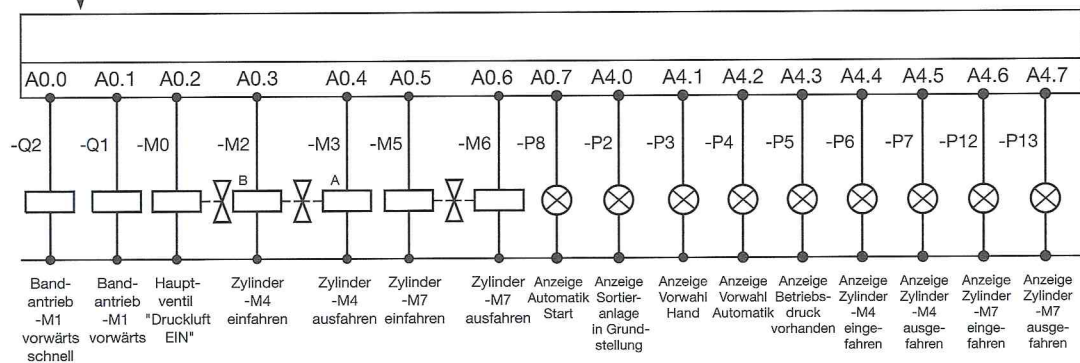 A0.0 A0.1 A0.2 A0.3 A0.4 A0.5 A0.6 A0.7 A4.0 A4.1 A4.2 A4.3 A4.4 A4.5 A4.6 A4.7
-Q2 -Q1 -M0 -M2 -M3 -M5 -M6 -P8 -P2 -P3 -P4 -P5 -P6 -P7 -P12 -P13
B A
Band-
antrieb
-M1
vorwärts
schnell
Band-
antrieb
-M1
vorwärts
Haupt-
ventil
"Druckluft
EIN"
Zylinder
-M4
einfahren
Zylinder
-M4
ausfahren
Zylinder
-M7
einfahren
Zylinder
-M7
ausfahren
Anzeige
Automatik
Start
Anzeige
Sortier-
anlage
in Grund-
stellung
Anzeige
Vorwahl
Hand
Anzeige
Vorwahl
Automatik
Anzeige
Betriebs-
druck
vorhanden
Anzeige
Zylinder
-M4
einge-
fahren
Anzeige
Zylinder
-M4
ausge-
fahren
Anzeige
Zylinder
-M7
einge-
fahren
Anzeige
Zylinder
-M7
ausge-
fahren